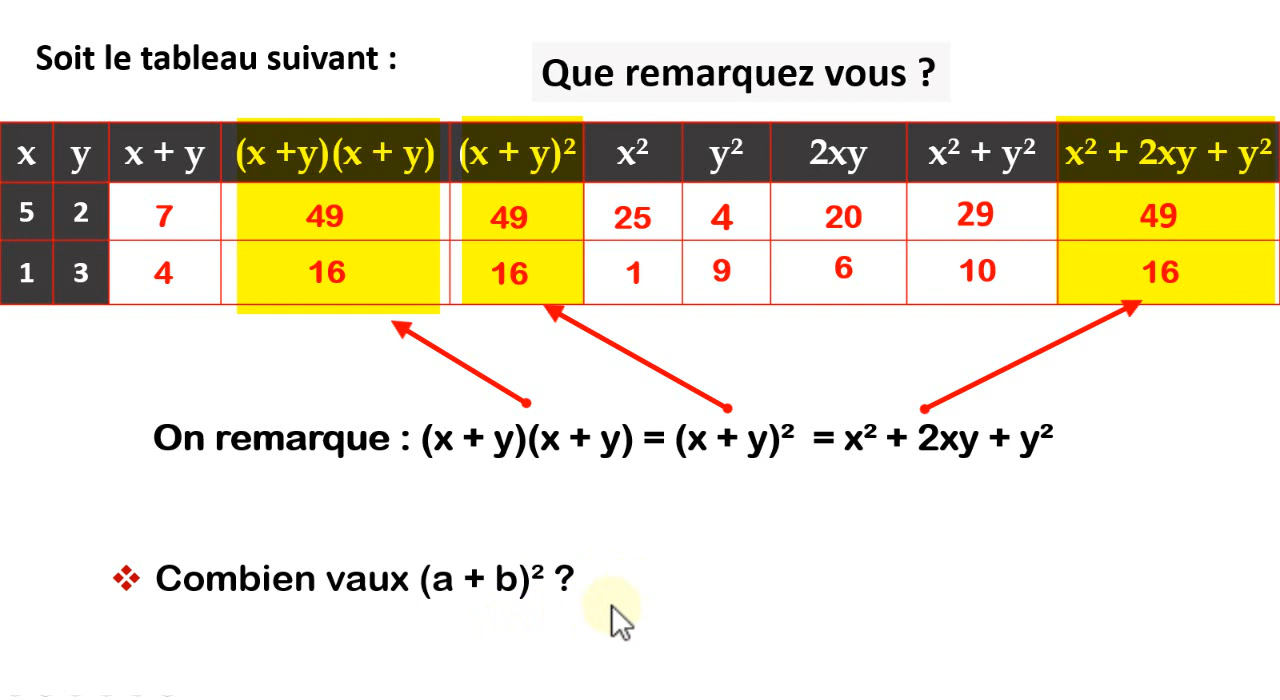 Soit le tableau suivant :
Que remarquez vous ?
x y x + y (x +y)(x + y) (x + y)² x² y² 2xy x² + y² x² + 2xy + y²
5 2 7 49 49 25 4 20 29 49
1 3 4 16 16 1 9 6 10 16
On remarque : (x + y)(x + y) = (x + y)² = x² + 2xy + y²
❖ Combien vaux (a + b)² ?